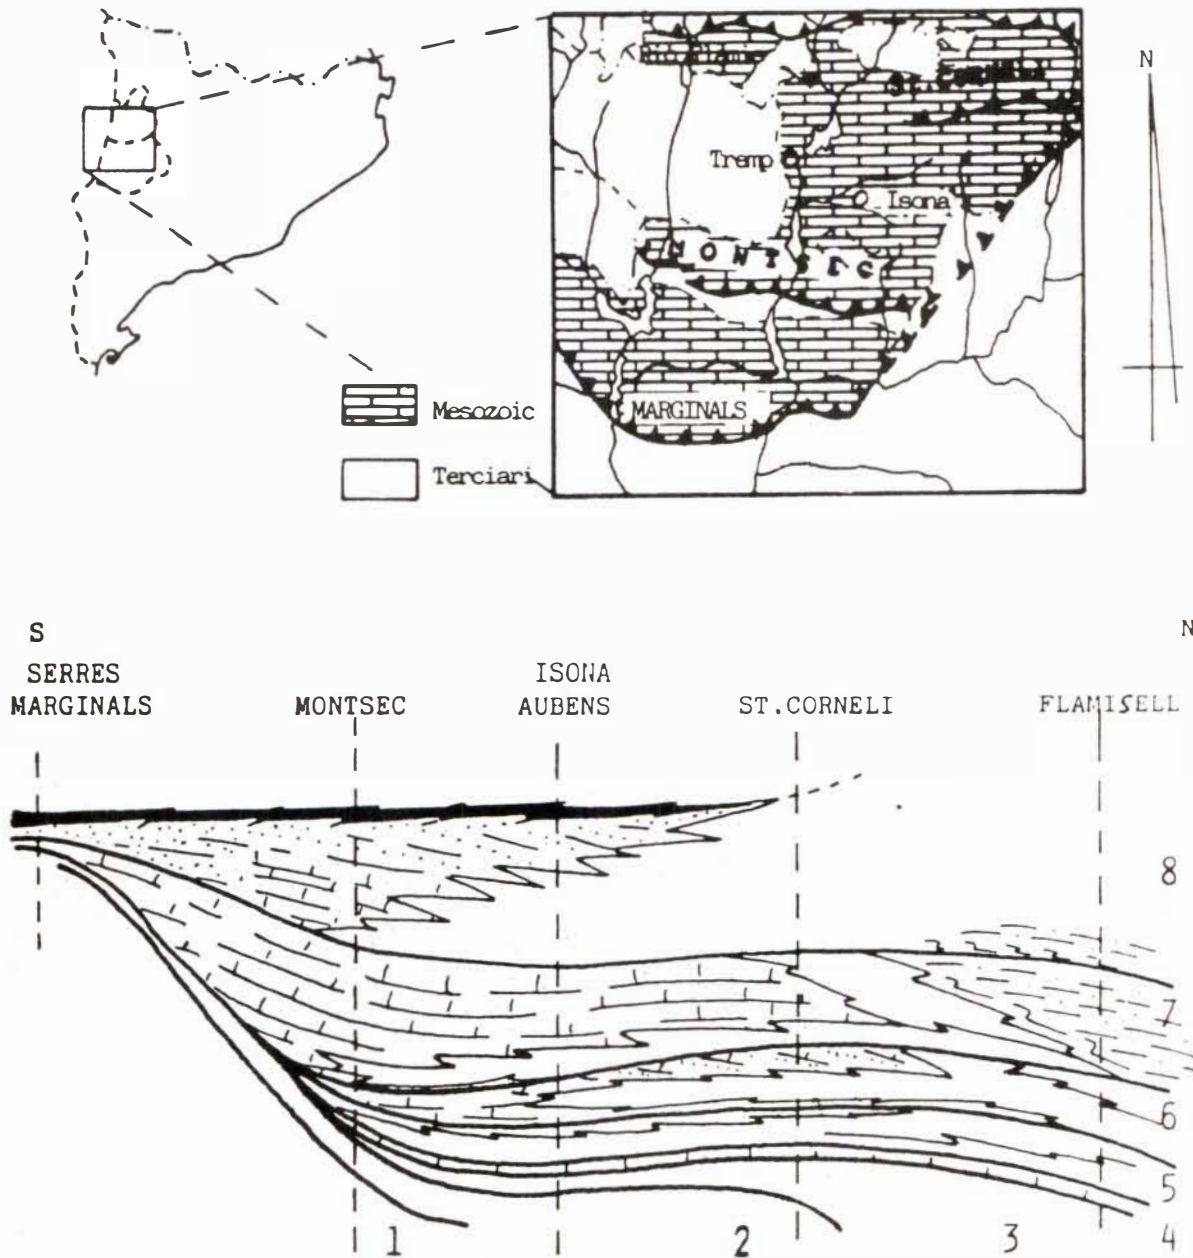 N
Tremp
Isona
MONTSEC
Mesozoic
MARGINALS
Terciari
S
N
SERRES
ISONA
MARGINALS
MONTSEC
AUBENS
ST.CORNELI
FLAMISELL
8
7
6
5
1
2
3
4